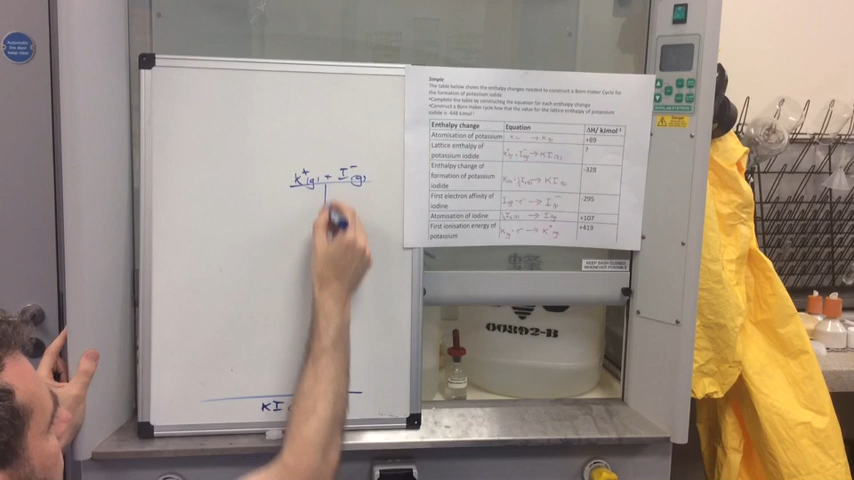 Simple
The table below shows the enthalpy changes needed to construct a Born-Haber Cycle for
the formation of potassium iodide
•Complete the table by constructing the equation for each enthalpy change
•Construct a Born Haber cycle how that the value for the lattice enthalpy of potassium
iodide = -648 kJmol⁻¹
Enthalpy change Equation ΔH/ kJmol⁻¹
Atomisation of potassium +89
Lattice enthalpy of
potassium iodide → KI(s) ?
Enthalpy change of
formation of potassium
iodide → KI(s) -328
First electron affinity of
iodine → I⁻(g) -295
Atomisation of iodine → I(g) +107
First ionisation energy of
potassium → K⁺(g) +419
K⁺(g) + I⁻(g)
KI
DANGER
KEEP SASH CLOSED
WHENEVER POSSIBLE
00892-B